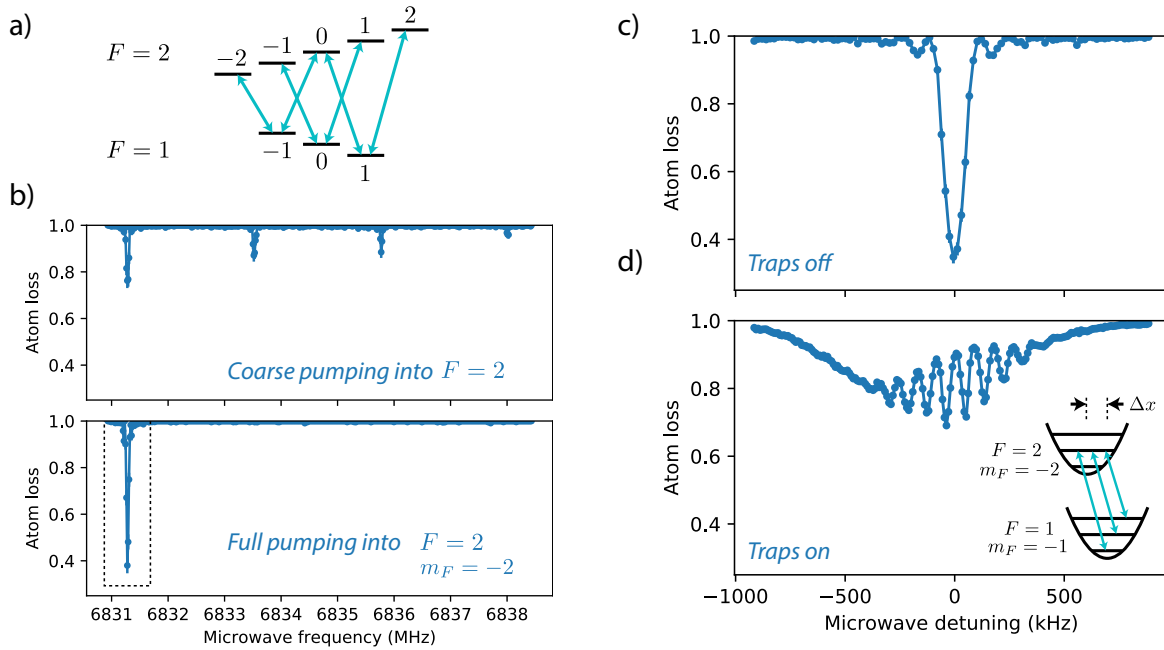 a)
F = 2
−2
−1
0
1
2
F = 1
−1
0
1
b)
1.0
0.8
0.6
0.4
Atom loss
Coarse pumping into F = 2
1.0
0.8
0.6
0.4
Atom loss
Full pumping into F = 2
m_F = −2
6831 6832 6833 6834 6835 6836 6837 6838
Microwave frequency (MHz)
c)
1.0
0.8
0.6
0.4
Atom loss
Traps off
d)
1.0
0.8
0.6
0.4
Atom loss
Δx
F = 2
m_F = −2
F = 1
m_F = −1
Traps on
−1000 −500 0 500
Microwave detuning (kHz)